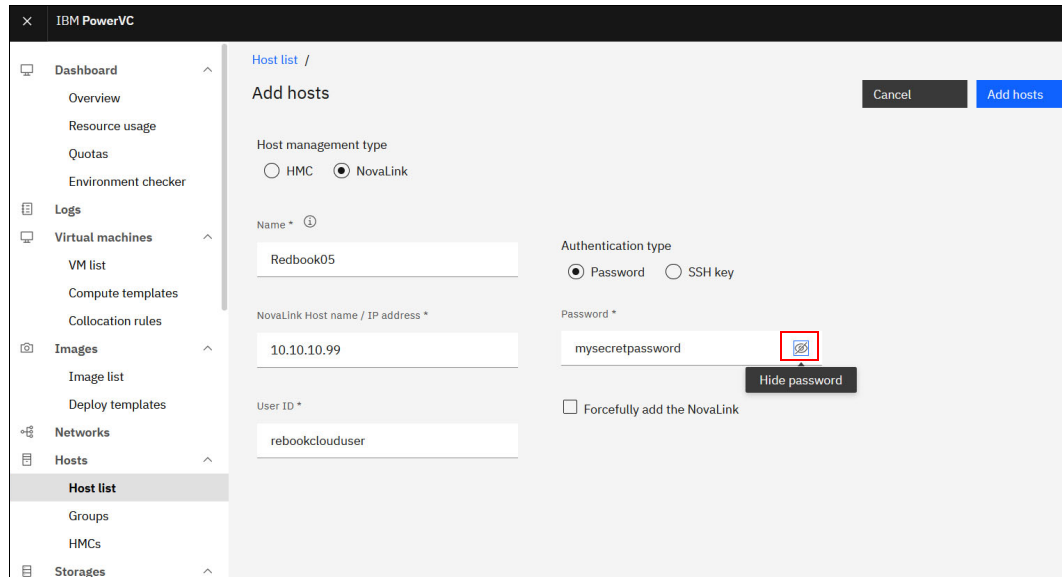 IBM PowerVC
Dashboard
Overview
Resource usage
Quotas
Environment checker
Logs
Virtual machines
VM list
Compute templates
Collocation rules
Images
Image list
Deploy templates
Networks
Hosts
Host list
Groups
HMCs
Storages
Host list /
Add hosts
Cancel
Add hosts
Host management type
HMC NovaLink
Name *
Redbook05
NovaLink Host name / IP address *
10.10.10.99
User ID *
rebookclouduser
Authentication type
Password SSH key
Password *
mysecretpassword
Hide password
Forcefully add the NovaLink